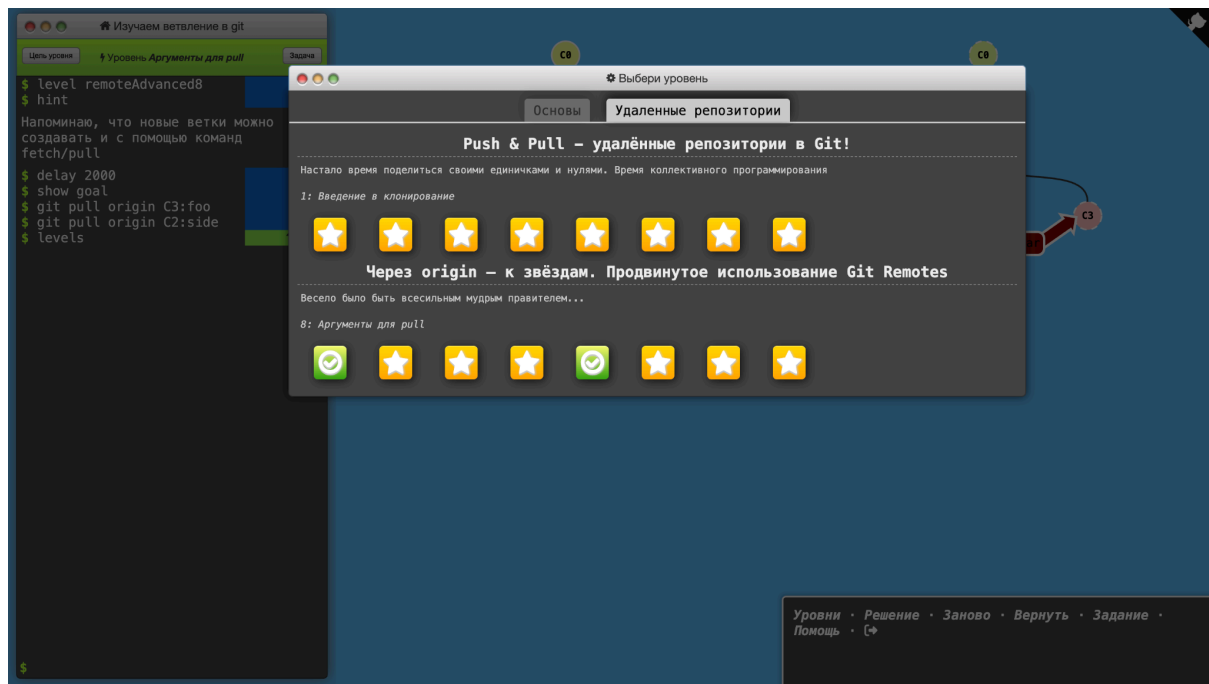 Изучаем ветвление в git
Цель уровня
Уровень Аргументы для pull
Задача
$ level remoteAdvanced8
$ hint
Напоминаю, что новые ветки можно
создавать и с помощью команд
fetch/pull
$ delay 2000
$ show goal
$ git pull origin C3:foo
$ git pull origin C2:side
$ levels
$
C0
C0
C3
Выбери уровень
Основы
Удаленные репозитории
Push & Pull – удалённые репозитории в Git!
Настало время поделиться своими единичками и нулями. Время коллективного программирования
1: Введение в клонирование
Через origin – к звёздам. Продвинутое использование Git Remotes
Весело было быть всесильным мудрым правителем...
8: Аргументы для pull
Уровни · Решение · Заново · Вернуть · Задание ·
Помощь ·